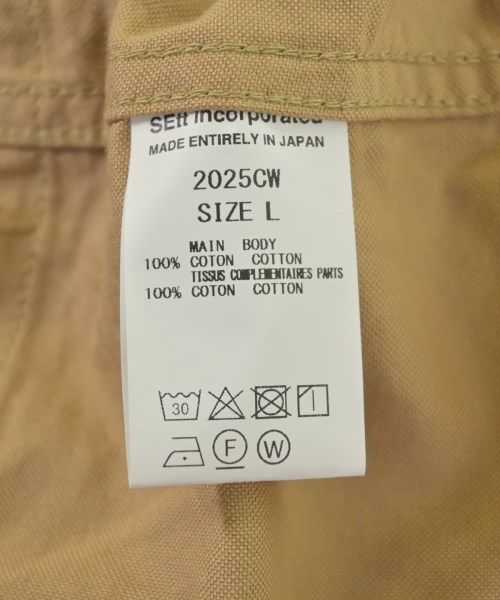 SEtt incorporated
MADE ENTIRELY IN JAPAN
2025CW
SIZE L
MAIN BODY
100% COTON COTTON
TISSUS COMPLEMENTAIRES PARTS
100% COTON COTTON
30
F
W